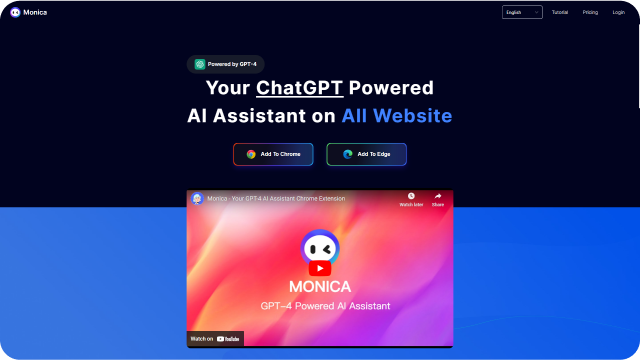 Monica
English
Tutorial
Pricing
Login
Powered by GPT-4
Your ChatGPT Powered
AI Assistant on All Website
Add To Chrome
Add To Edge
Monica - Your GPT-4 AI Assistant Chrome Extension
Watch later
Share
MONICA
GPT-4 Powered AI Assistant
Watch on YouTube